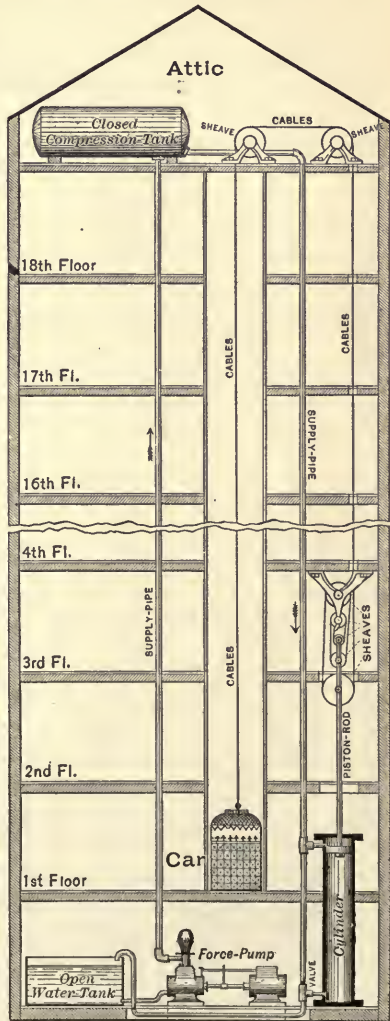 Attic
Closed
Compression-Tank
SHEAVE
CABLES
SHEAVE
18th Floor
CABLES
CABLES
17th Fl.
SUPPLY-PIPE
16th Fl.
4th Fl.
SUPPLY-PIPE
SHEAVES
3rd Fl.
CABLES
PISTON-ROD
2nd Fl.
Car
1st Floor
Cylinder
Force-Pump
Open
Water-Tank
VALVE